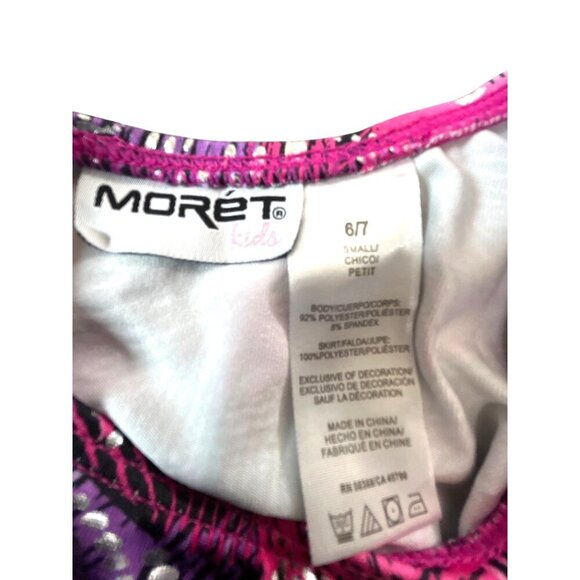 MORéT®
kids
6/7
SMALL/
CHICO/
PETIT
BODY/CUERPO/CORPS:
92% POLYESTER/POLIÉSTER
8% SPANDEX
SKIRT/FALDA/JUPE:
100%POLYESTER/POLIÉSTER
EXCLUSIVE OF DECORATION/
EXCLUSIVO DE DECORACIÓN
SAUF LA DÉCORATION
MADE IN CHINA/
HECHO EN CHINA/
FABRIQUÉ EN CHINE